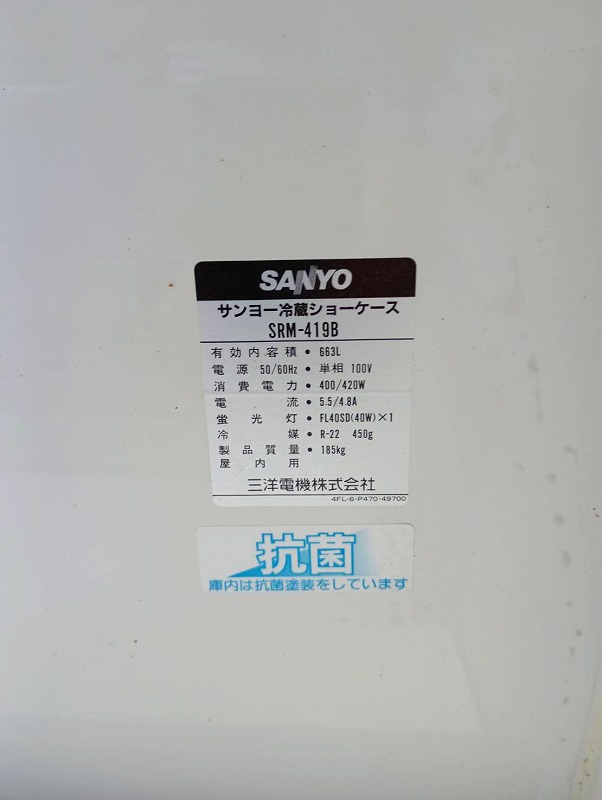 SANYO
サンヨー冷蔵ショーケース
SRM-419B
有効内容積・663L
電源 50/60Hz・単相 100V
消費電力・400/420W
電流・5.5/4.8A
蛍光灯・FL40SD(40W)×1
冷媒・R-22 450g
製品質量・185kg
屋内用
三洋電機株式会社
4FL-6-P470-49700
抗菌
庫内は抗菌塗装をしています